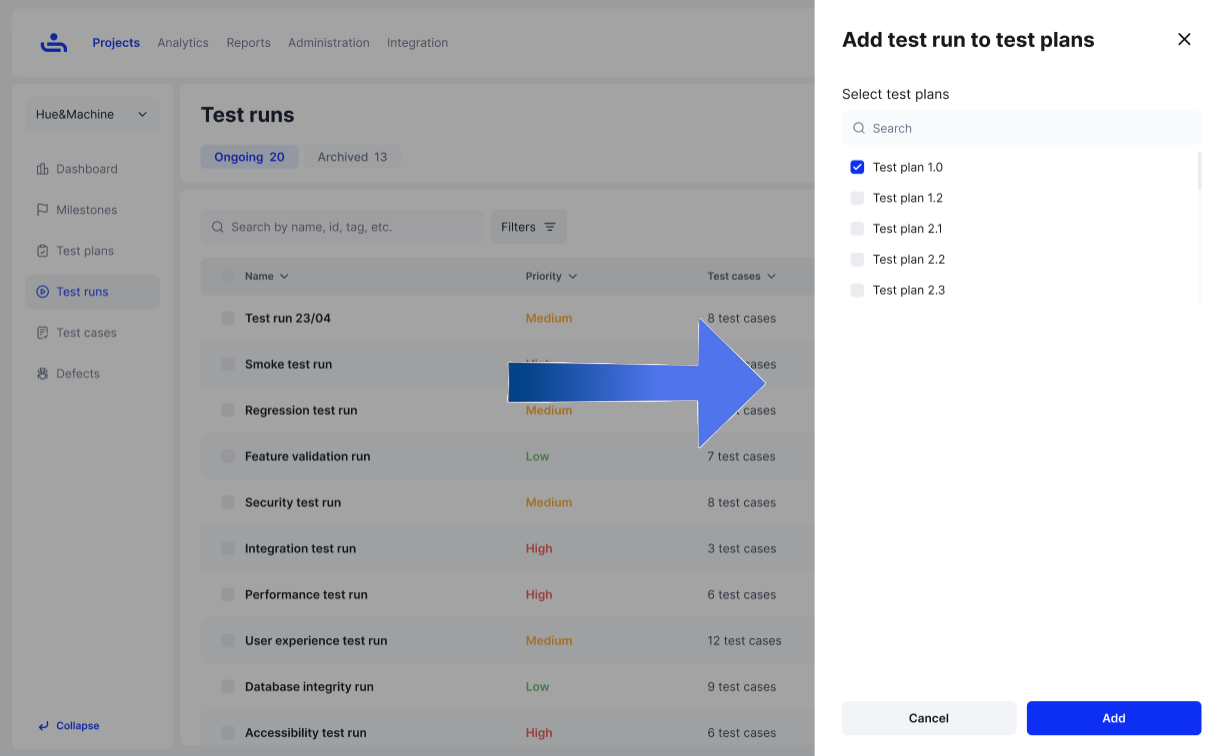 Projects Analytics Reports Administration Integration
Hue&Machine
Dashboard
Milestones
Test plans
Test runs
Test cases
Defects
Collapse
Test runs
Ongoing 20 Archived 13
Search by name, id, tag, etc. Filters
Name Priority Test cases
Test run 23/04 Medium 8 test cases
Smoke test run cases
Regression test run Medium cases
Feature validation run Low 7 test cases
Security test run Medium 8 test cases
Integration test run High 3 test cases
Performance test run High 6 test cases
User experience test run Medium 12 test cases
Database integrity run Low 9 test cases
Accessibility test run High 6 test cases
Add test run to test plans
Select test plans
Search
Test plan 1.0
Test plan 1.2
Test plan 2.1
Test plan 2.2
Test plan 2.3
Cancel Add